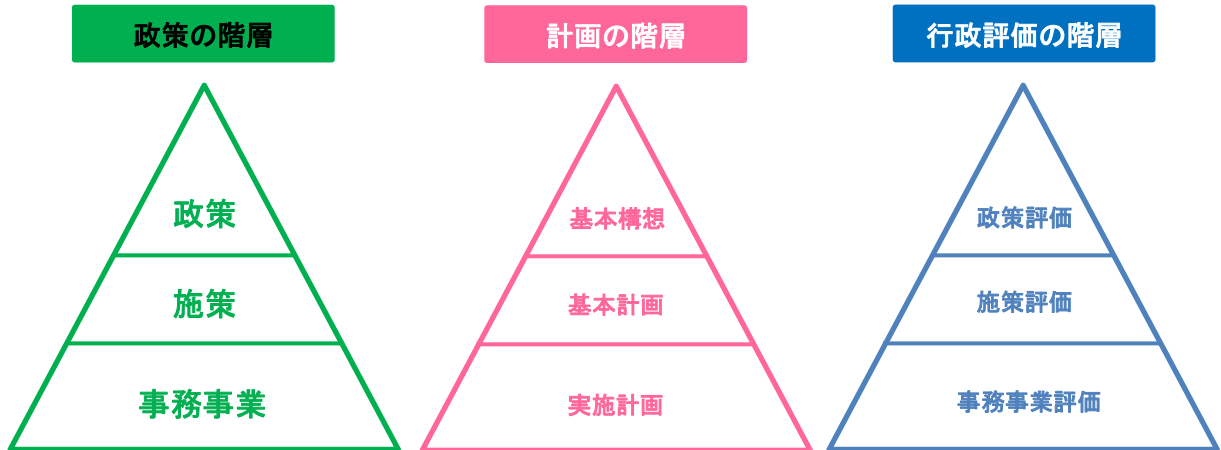 政策の階層
政策
施策
事務事業
計画の階層
基本構想
基本計画
実施計画
行政評価の階層
政策評価
施策評価
事務事業評価